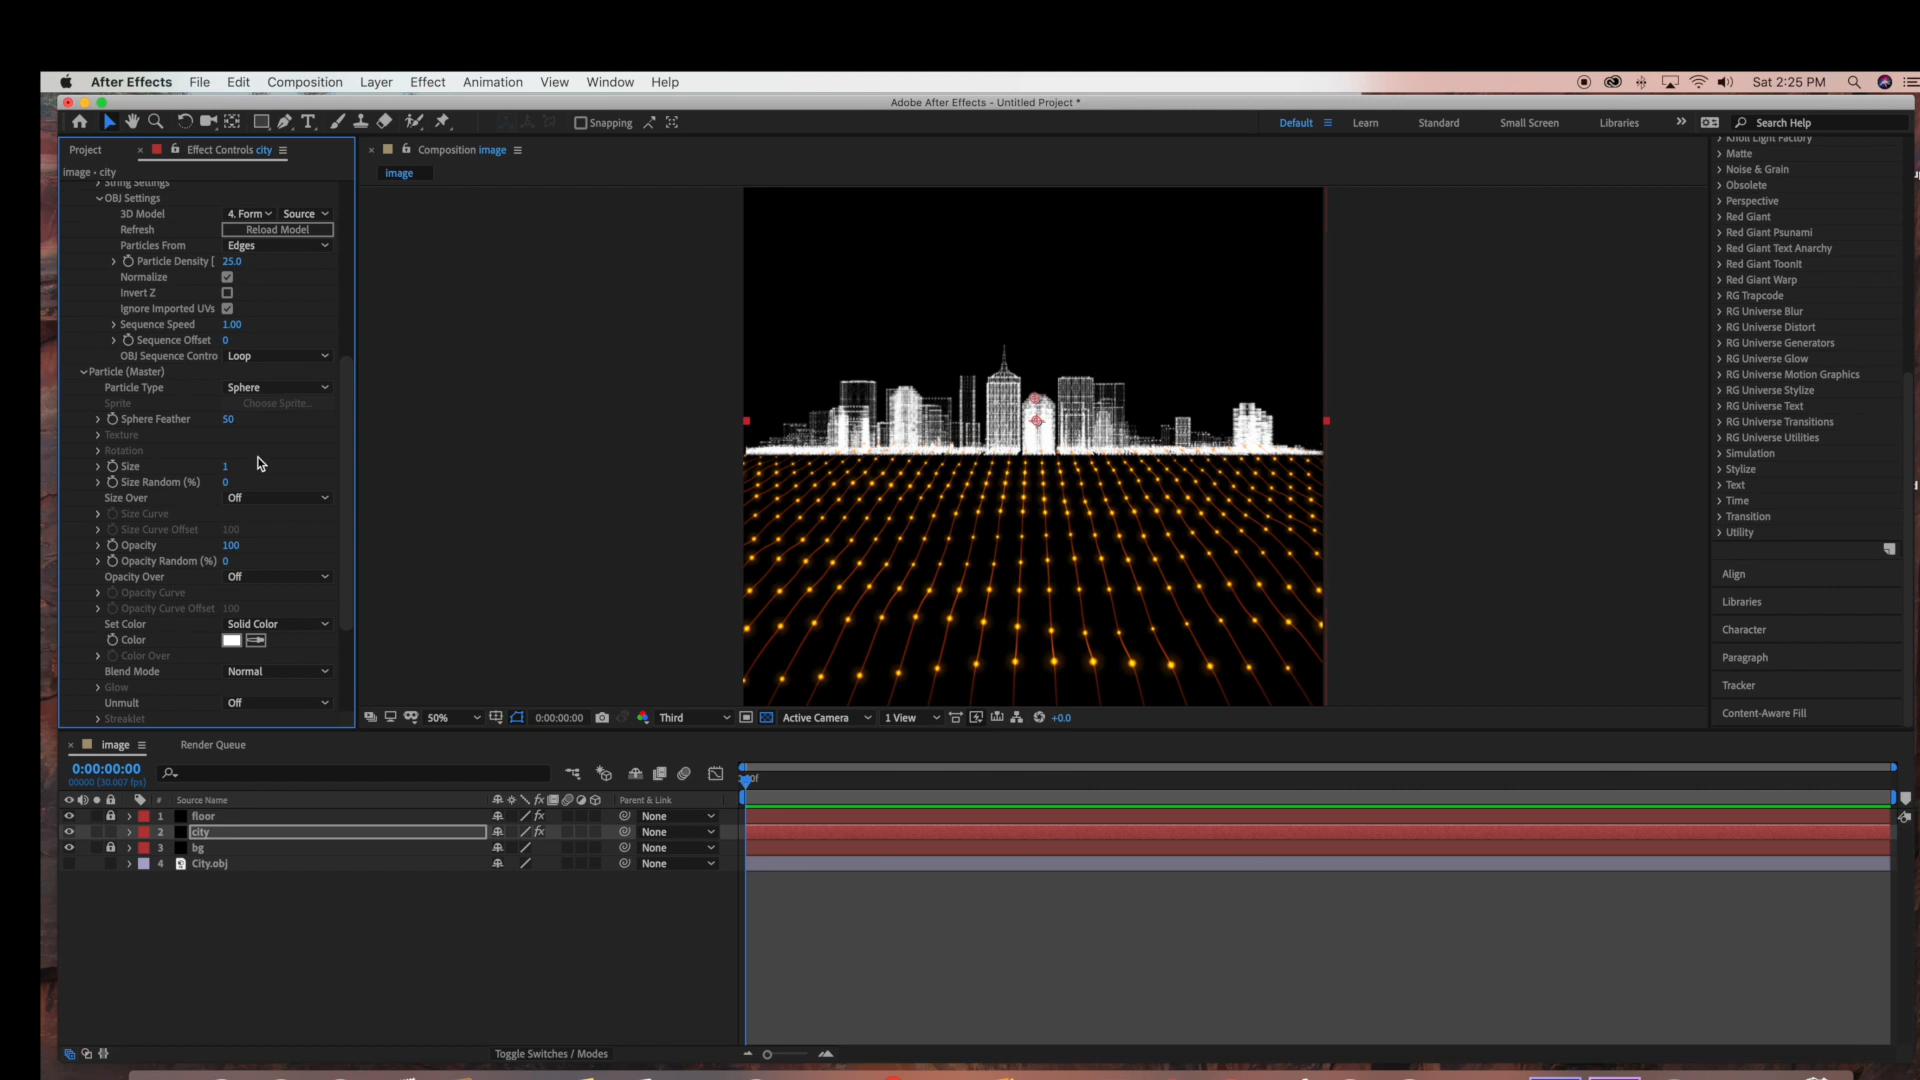 After Effects File Edit Composition Layer Effect Animation View Window Help Sat 2:25 PM
Adobe After Effects - Untitled Project *
Snapping Default Learn Standard Small Screen Libraries Search Help
Project Effect Controls city Composition image
image • city
image
String Settings
OBJ Settings
3D Model 4. Form Source
Refresh Reload Model
Particles From Edges
Particle Density [ 25.0
Normalize
Invert Z
Ignore Imported UVs
Sequence Speed 1.00
Sequence Offset 0
OBJ Sequence Contro Loop
Particle (Master)
Particle Type Sphere
Sprite Choose Sprite...
Sphere Feather 50
Texture
Rotation
Size 1
Size Random (%) 0
Size Over Off
Size Curve
Size Curve Offset 100
Opacity 100
Opacity Random (%) 0
Opacity Over Off
Opacity Curve
Opacity Curve Offset 100
Set Color Solid Color
Color
Color Over
Blend Mode Normal
Glow
Unmult Off
Streaklet
50% 0:00:00:00 Third Active Camera 1 View +0.0
Knoll Light Factory
Matte
Noise & Grain
Obsolete
Perspective
Red Giant
Red Giant Psunami
Red Giant Text Anarchy
Red Giant ToonIt
Red Giant Warp
RG Trapcode
RG Universe Blur
RG Universe Distort
RG Universe Generators
RG Universe Glow
RG Universe Motion Graphics
RG Universe Stylize
RG Universe Text
RG Universe Transitions
RG Universe Utilities
Simulation
Stylize
Text
Time
Transition
Utility
Align
Libraries
Character
Paragraph
Tracker
Content-Aware Fill
image Render Queue
0:00:00:00
00000 (30.007 fps)
# Source Name Parent & Link
1 floor None
2 city None
3 bg None
4 City.obj None
Toggle Switches / Modes